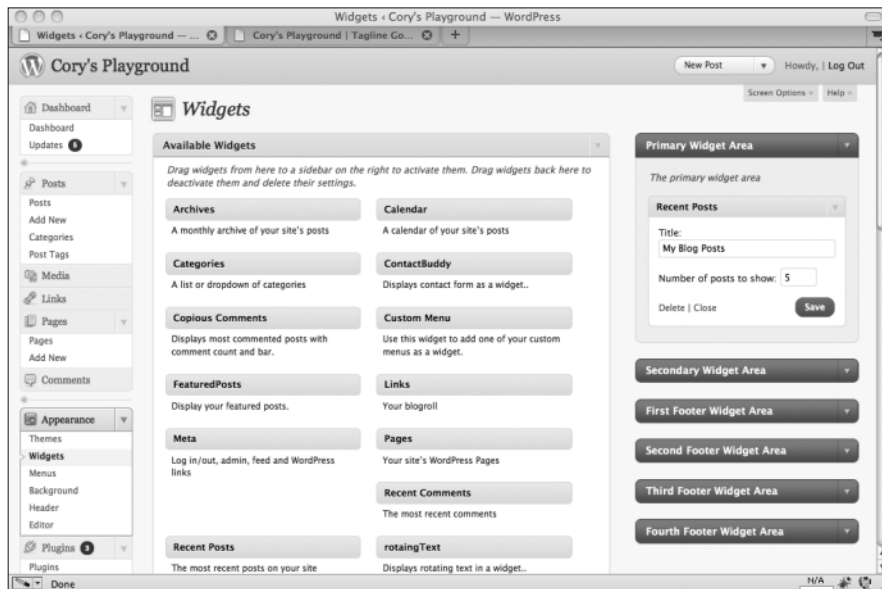 Widgets ‹ Cory's Playground — WordPress
Widgets ‹ Cory's Playground — ...
Cory's Playground | Tagline Go...
+
Cory's Playground
New Post
Howdy, | Log Out
Screen Options
Help
Dashboard
Dashboard
Updates 6
Posts
Posts
Add New
Categories
Post Tags
Media
Links
Pages
Pages
Add New
Comments
Appearance
Themes
Widgets
Menus
Background
Header
Editor
Plugins 3
Plugins
Widgets
Available Widgets
Drag widgets from here to a sidebar on the right to activate them. Drag widgets back here to
deactivate them and delete their settings.
Archives
A monthly archive of your site's posts
Calendar
A calendar of your site's posts
Categories
A list or dropdown of categories
ContactBuddy
Displays contact form as a widget..
Copious Comments
Displays most commented posts with
comment count and bar.
Custom Menu
Use this widget to add one of your custom
menus as a widget.
FeaturedPosts
Display your featured posts.
Links
Your blogroll
Meta
Log in/out, admin, feed and WordPress
links
Pages
Your site's WordPress Pages
Recent Comments
The most recent comments
Recent Posts
The most recent posts on your site
rotaingText
Displays rotating text in a widget..
Primary Widget Area
The primary widget area
Recent Posts
Title:
My Blog Posts
Number of posts to show: 5
Delete | Close
Save
Secondary Widget Area
First Footer Widget Area
Second Footer Widget Area
Third Footer Widget Area
Fourth Footer Widget Area
Done
N/A